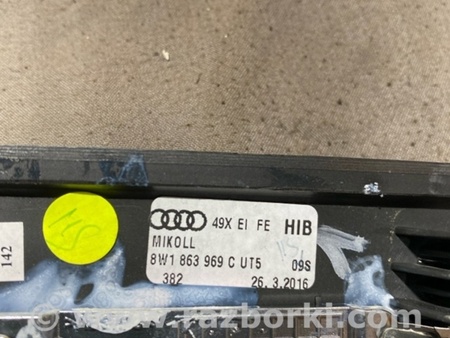 49X EI FE HIB
MIKOLL
8W1 863 969 C UT5 09S
382 26.3.2016
142
www.razborki.com